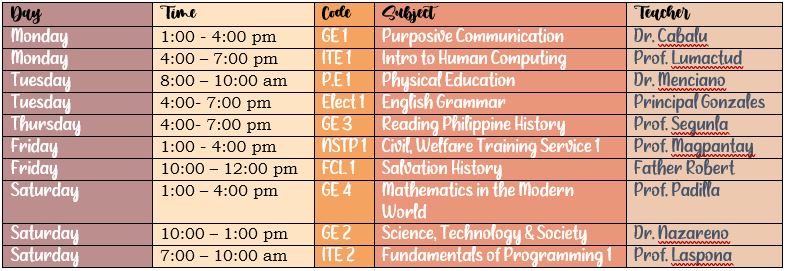 Day Time Code Subject Teacher
Monday 1:00 - 4:00 pm GE 1 Purposive Communication Dr. Cabalu
Monday 4:00 – 7:00 pm ITE 1 Intro to Human Computing Prof. Lumactud
Tuesday 8:00 – 10:00 am P.E 1 Physical Education Dr. Menciano
Tuesday 4:00- 7:00 pm Elect 1 English Grammar Principal Gonzales
Thursday 4:00- 7:00 pm GE 3 Reading Philippine History Prof. Segunla
Friday 1:00 - 4:00 pm NSTP 1 Civil, Welfare Training Service 1 Prof. Magpantay
Friday 10:00 – 12:00 pm FCL 1 Salvation History Father Robert
Saturday 1:00 – 4:00 pm GE 4 Mathematics in the Modern Prof. Padilla
World
Saturday 10:00 – 1:00 pm GE 2 Science, Technology & Society Dr. Nazareno
Saturday 7:00 – 10:00 am ITE 2 Fundamentals of Programming 1 Prof. Laspona